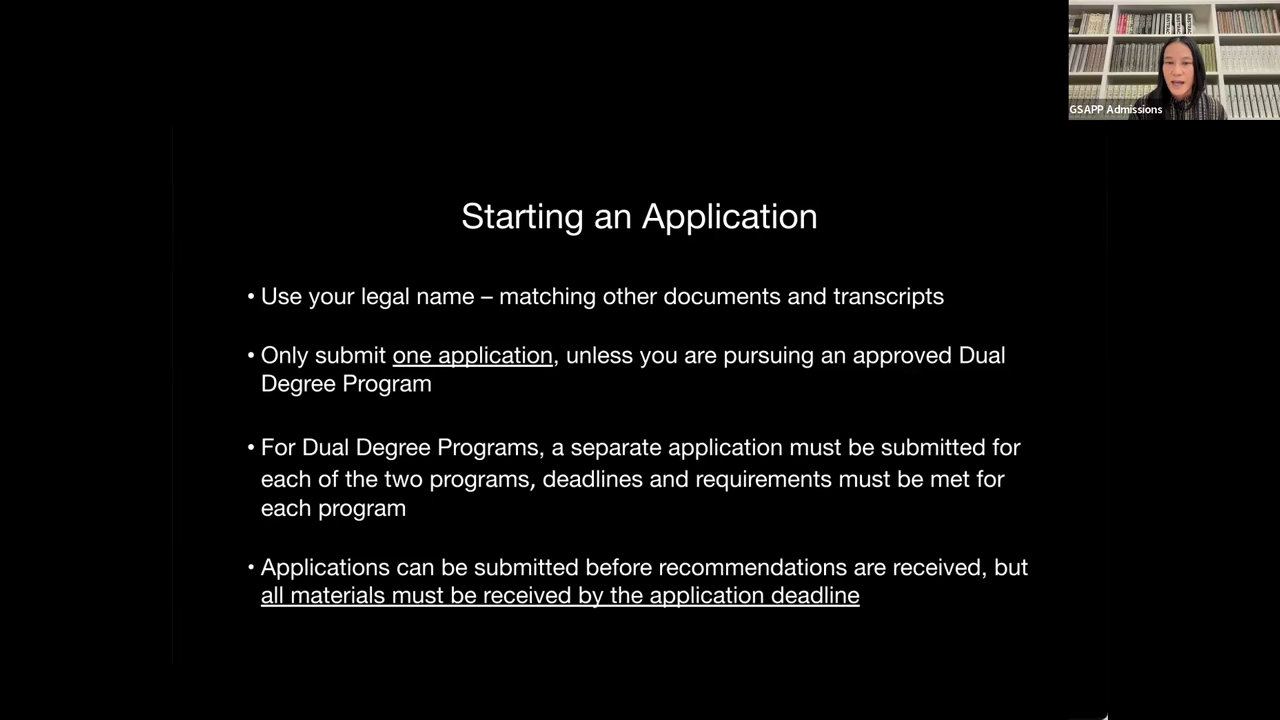 GSAPP Admissions
Starting an Application
• Use your legal name – matching other documents and transcripts
• Only submit one application, unless you are pursuing an approved Dual
Degree Program
• For Dual Degree Programs, a separate application must be submitted for
each of the two programs, deadlines and requirements must be met for
each program
• Applications can be submitted before recommendations are received, but
all materials must be received by the application deadline